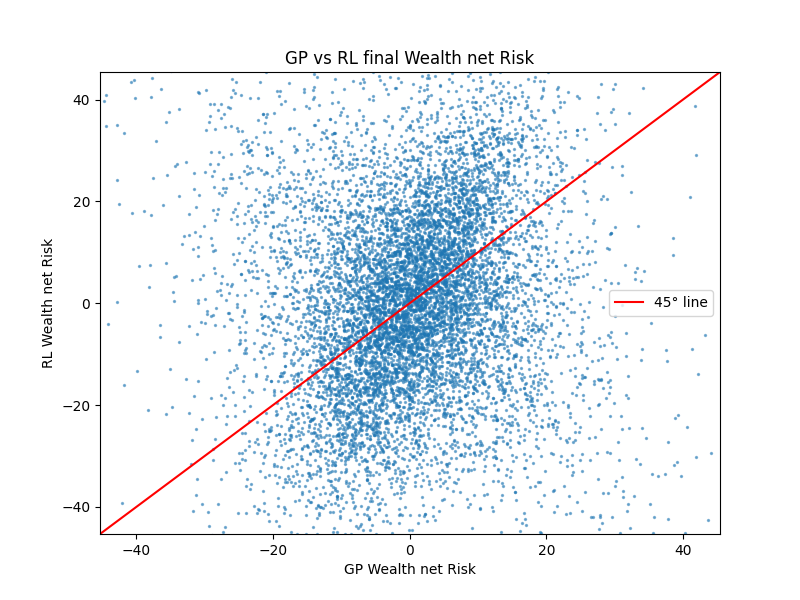 GP vs RL final Wealth net Risk
RL Wealth net Risk
40
20
0
−20
−40
45° line
−40
−20
0
20
40
GP Wealth net Risk